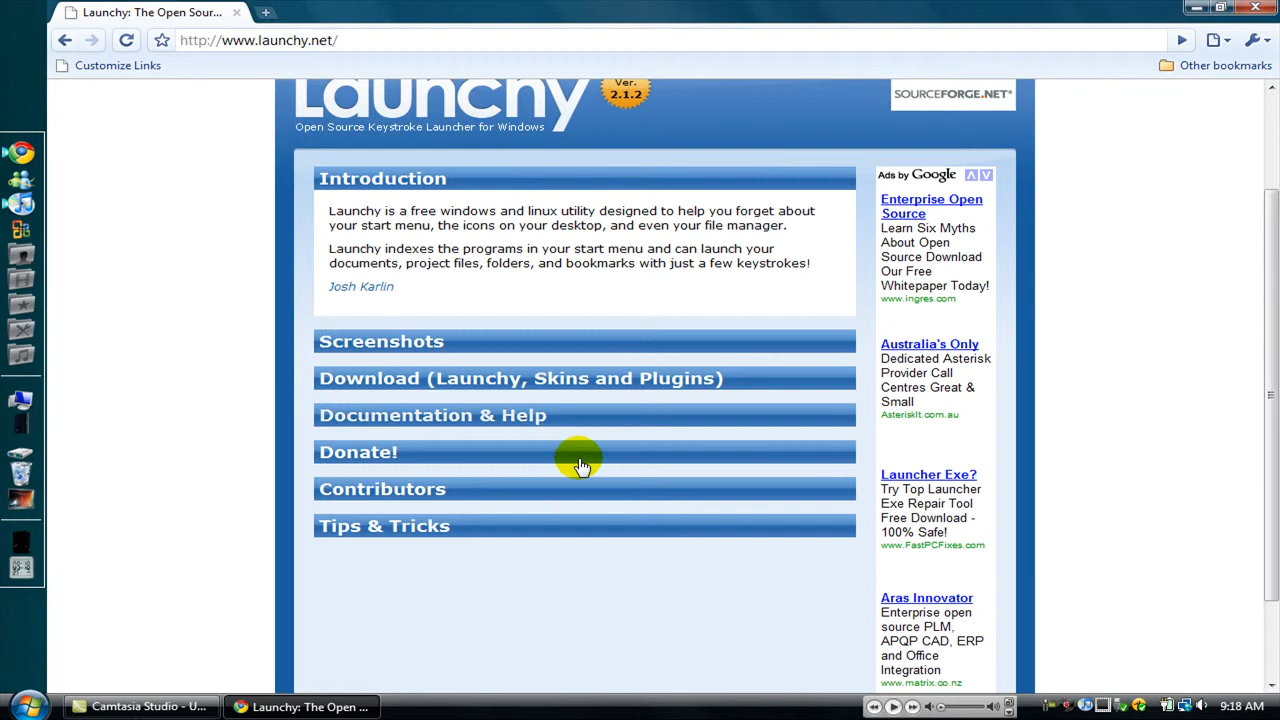 Launchy: The Open Sour...
http://www.launchy.net/
Customize Links
Other bookmarks
Launchy
Ver.
2.1.2
SOURCEFORGE.NET®
Open Source Keystroke Launcher for Windows
Introduction
Launchy is a free windows and linux utility designed to help you forget about
your start menu, the icons on your desktop, and even your file manager.
Launchy indexes the programs in your start menu and can launch your
documents, project files, folders, and bookmarks with just a few keystrokes!
Josh Karlin
Screenshots
Download (Launchy, Skins and Plugins)
Documentation & Help
Donate!
Contributors
Tips & Tricks
Ads by Google
Enterprise Open
Source
Learn Six Myths
About Open
Source Download
Our Free
Whitepaper Today!
www.ingres.com
Australia's Only
Dedicated Asterisk
Provider Call
Centres Great &
Small
AsteriskIt.com.au
Launcher Exe?
Try Top Launcher
Exe Repair Tool
Free Download -
100% Safe!
www.FastPCFixes.com
Aras Innovator
Enterprise open
source PLM,
APQP CAD, ERP
and Office
Integration
www.matrix.co.nz
Camtasia Studio - U...
Launchy: The Open ...
9:18 AM